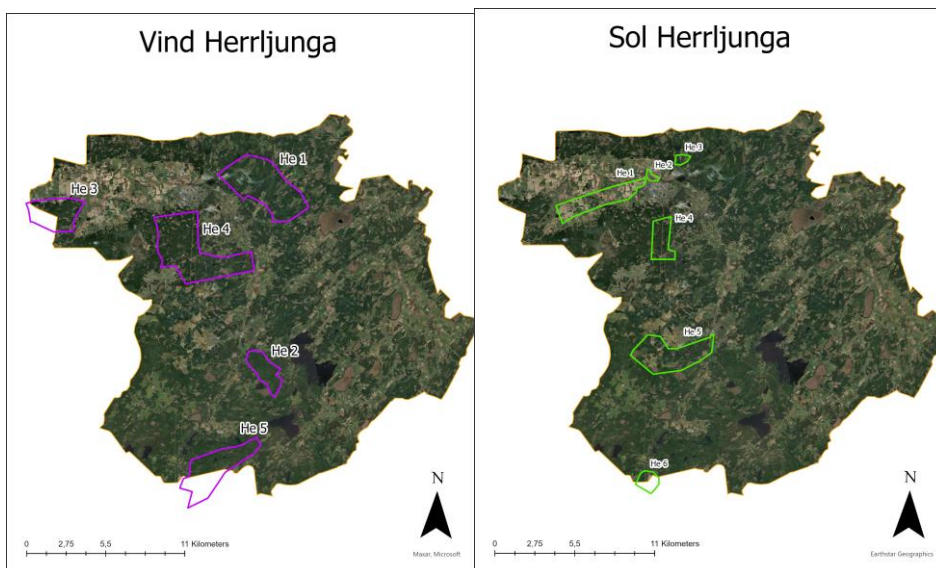 Vind Herrljunga
He 1
He 3
He 4
He 2
He 5
N
0 2,75 5,5 11 Kilometers
Maxar, Microsoft
Sol Herrljunga
He 3
He 2
He 1
He 4
He 5
He 6
N
0 2,75 5,5 11 Kilometers
Earthstar Geographics